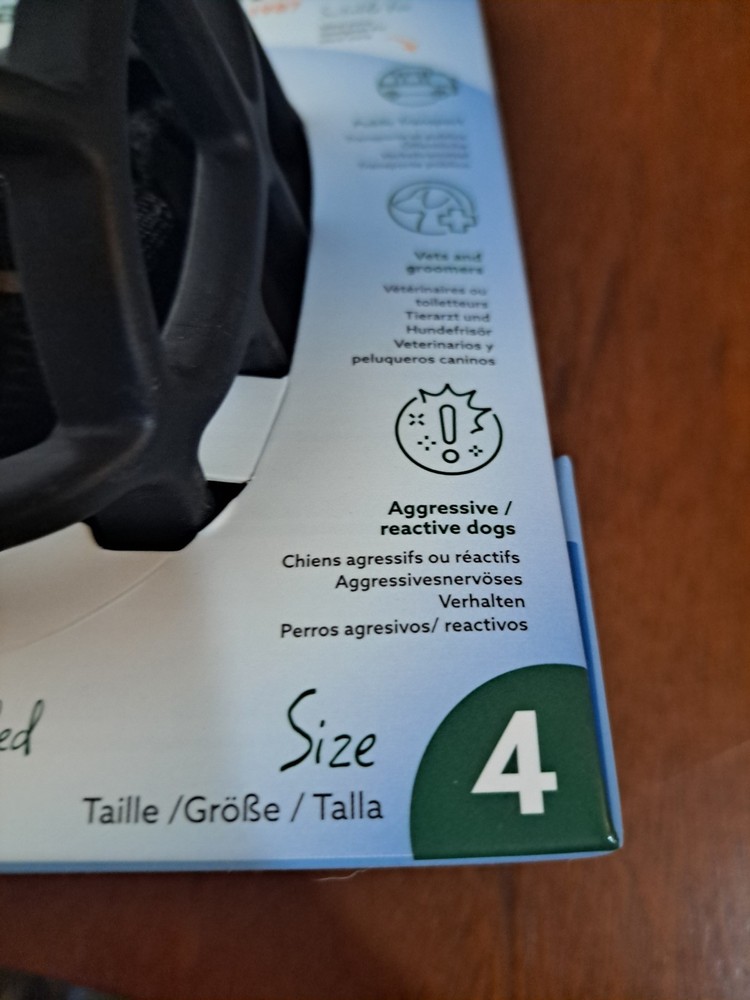 Vets and
groomers
Vétérinaires ou
toiletteurs
Tierarzt und
Hundefrisör
Veterinarios y
peluqueros caninos
Aggressive /
reactive dogs
Chiens agressifs ou réactifs
Aggressivesnervöses
Verhalten
Perros agresivos/ reactivos
Size
4
Taille /Größe / Talla